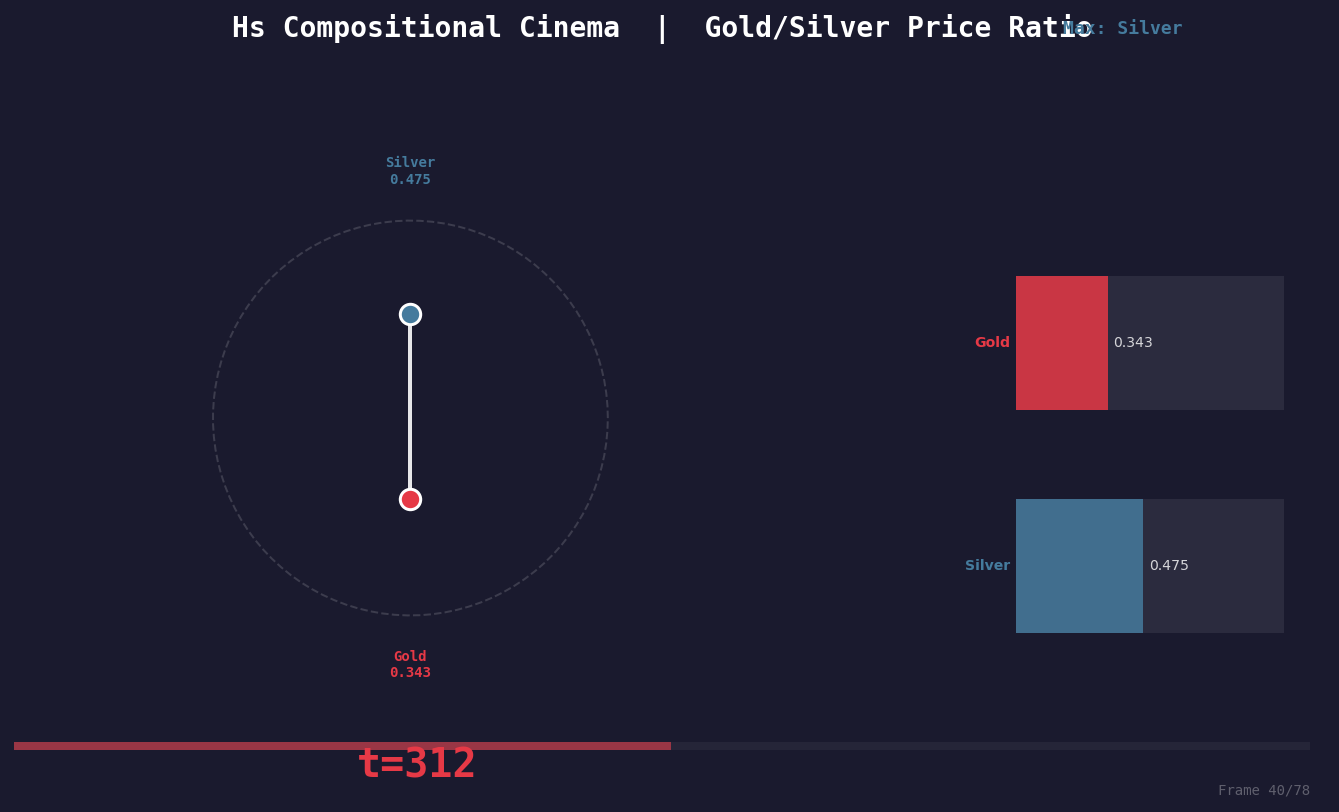 Hs Compositional Cinema | Gold/Silver Price Ratio
Max: Silver
Silver
0.475
Gold
0.343
Gold
0.343
Silver
0.475
t=312
Frame 40/78